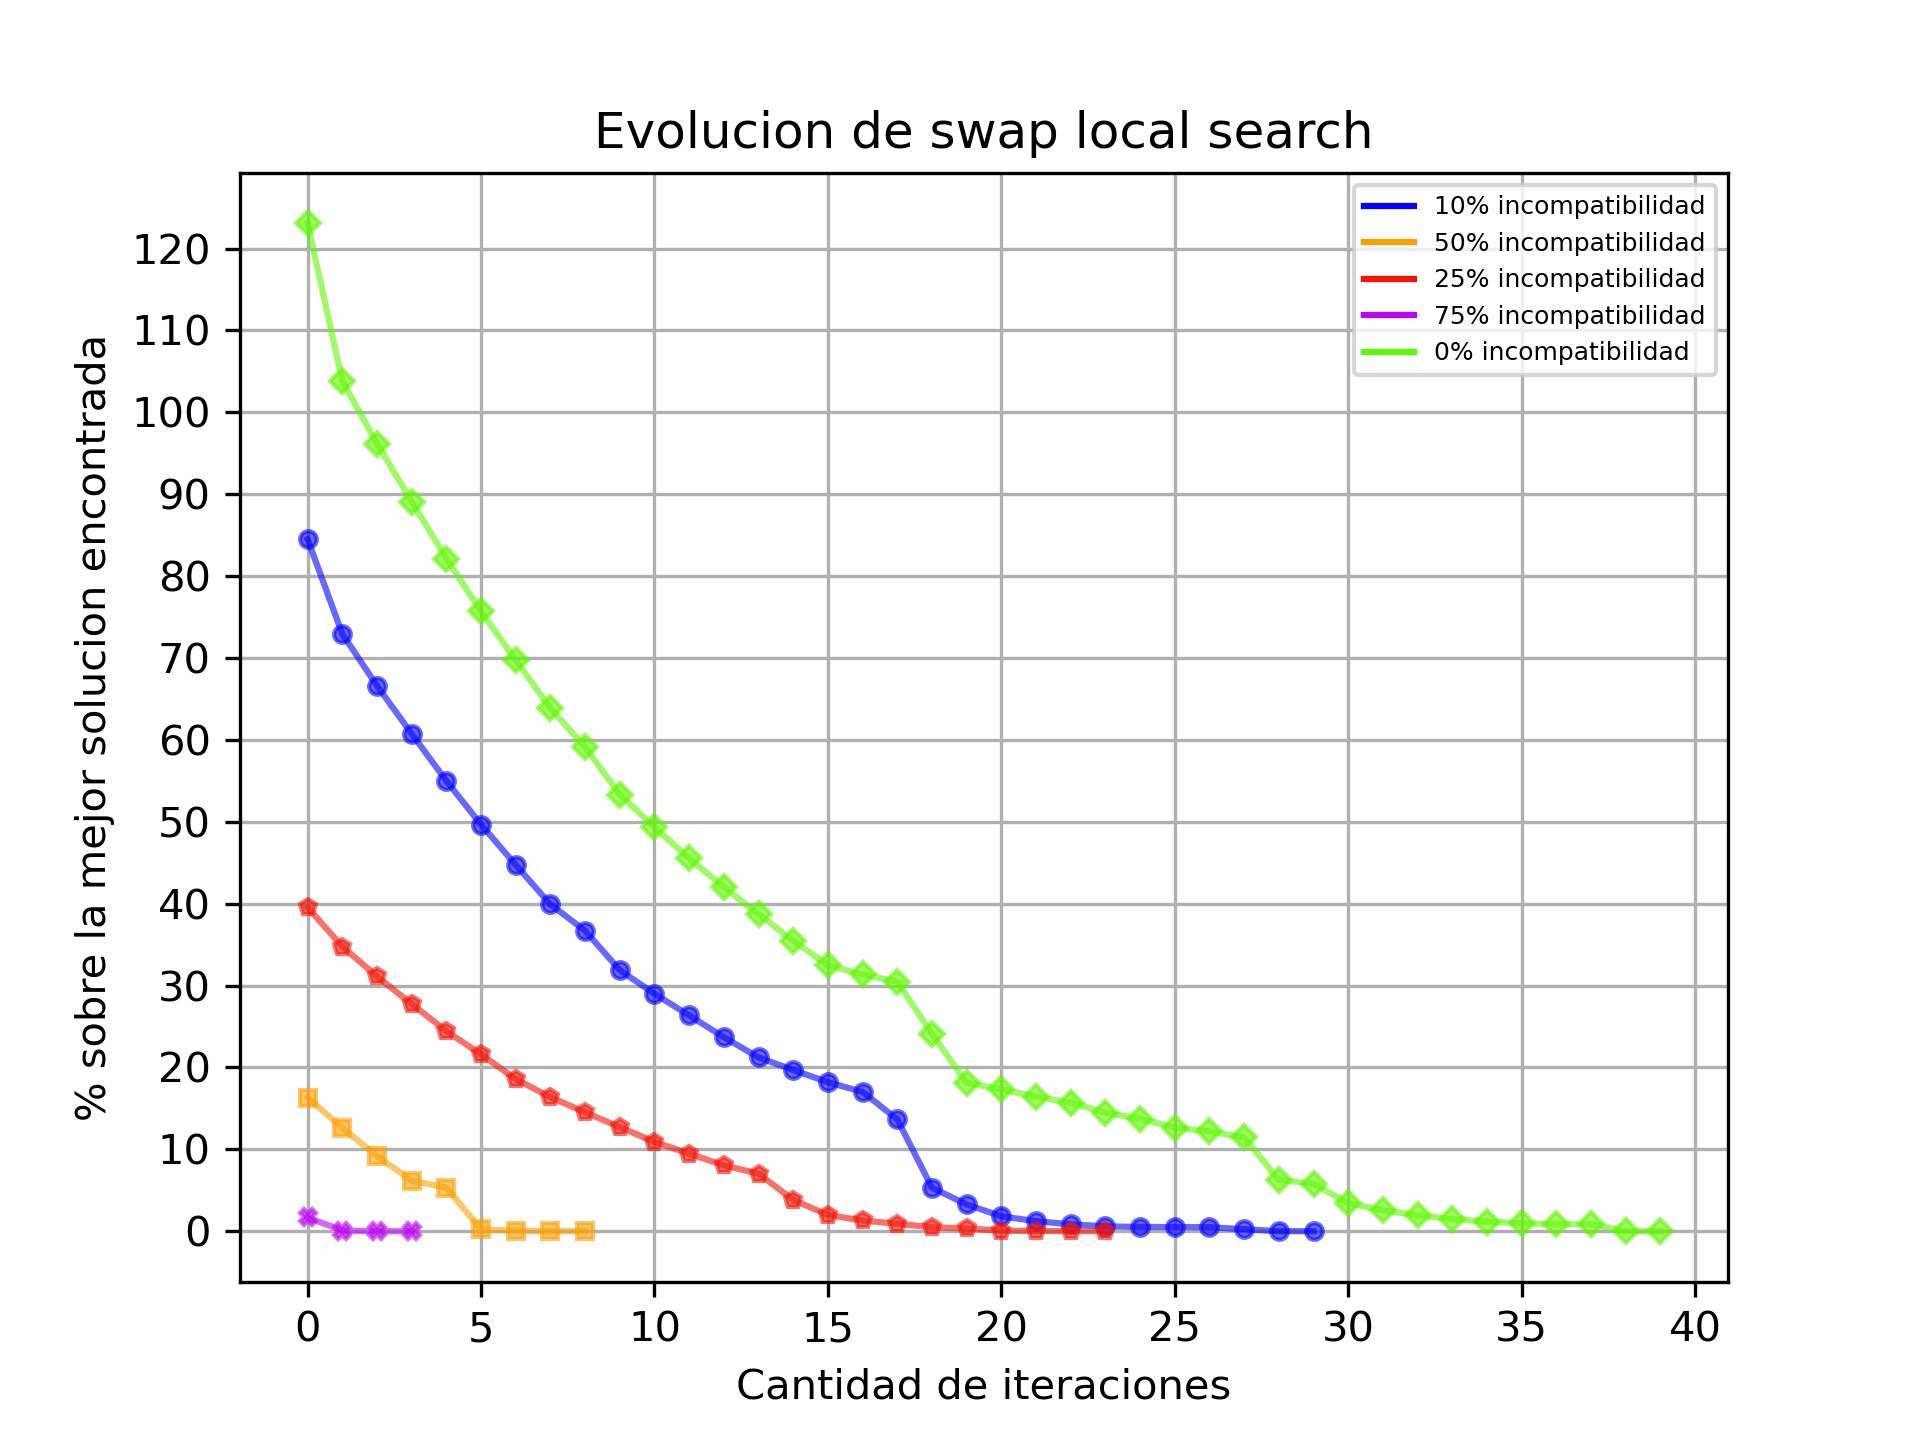 Evolucion de swap local search
10% incompatibilidad
50% incompatibilidad
25% incompatibilidad
75% incompatibilidad
0% incompatibilidad
% sobre la mejor solucion encontrada
120
110
100
90
80
70
60
50
40
30
20
10
0
0 5 10 15 20 25 30 35 40
Cantidad de iteraciones